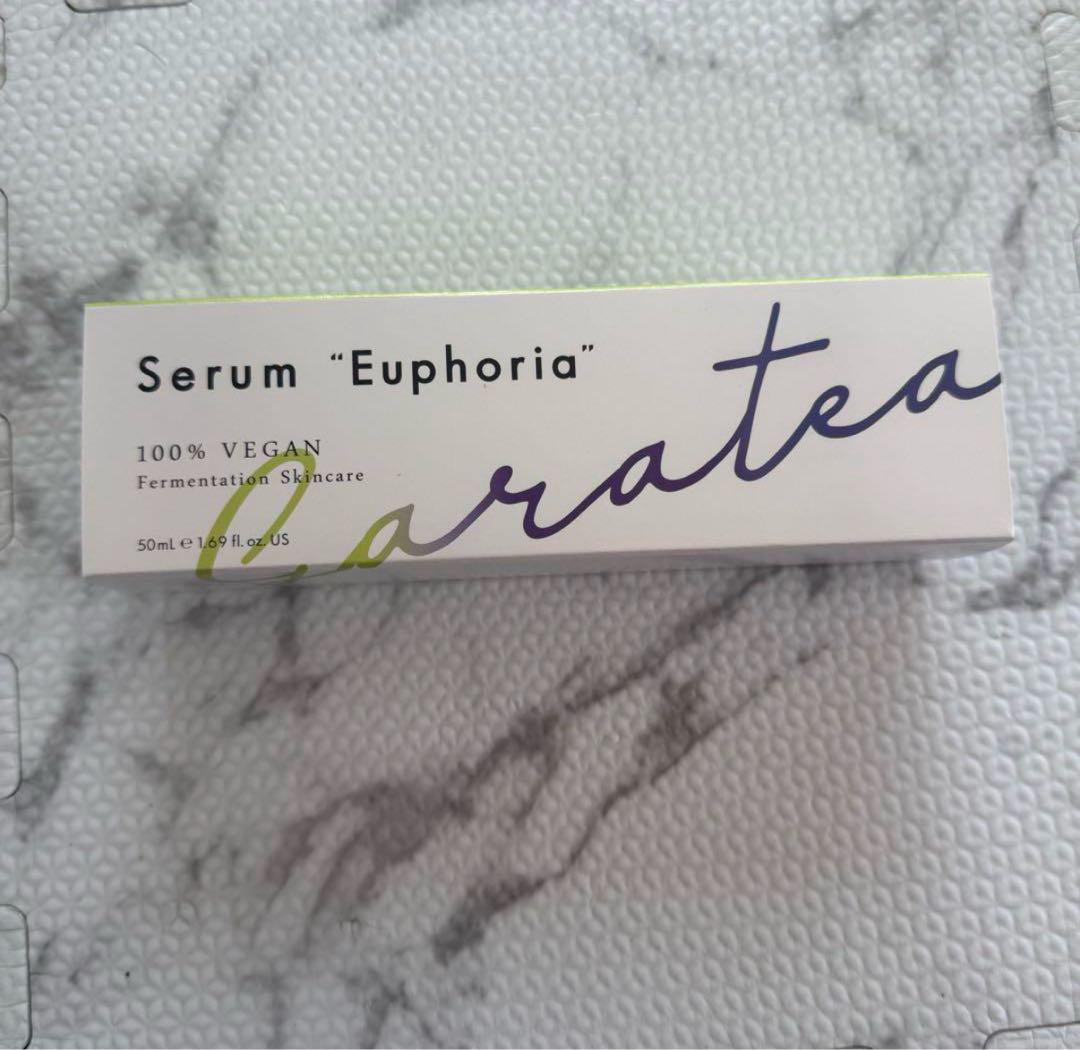 Serum “Euphoria”
100% VEGAN
Fermentation Skincare
50mL ℮ 1.69 fl. oz. US
Caratea